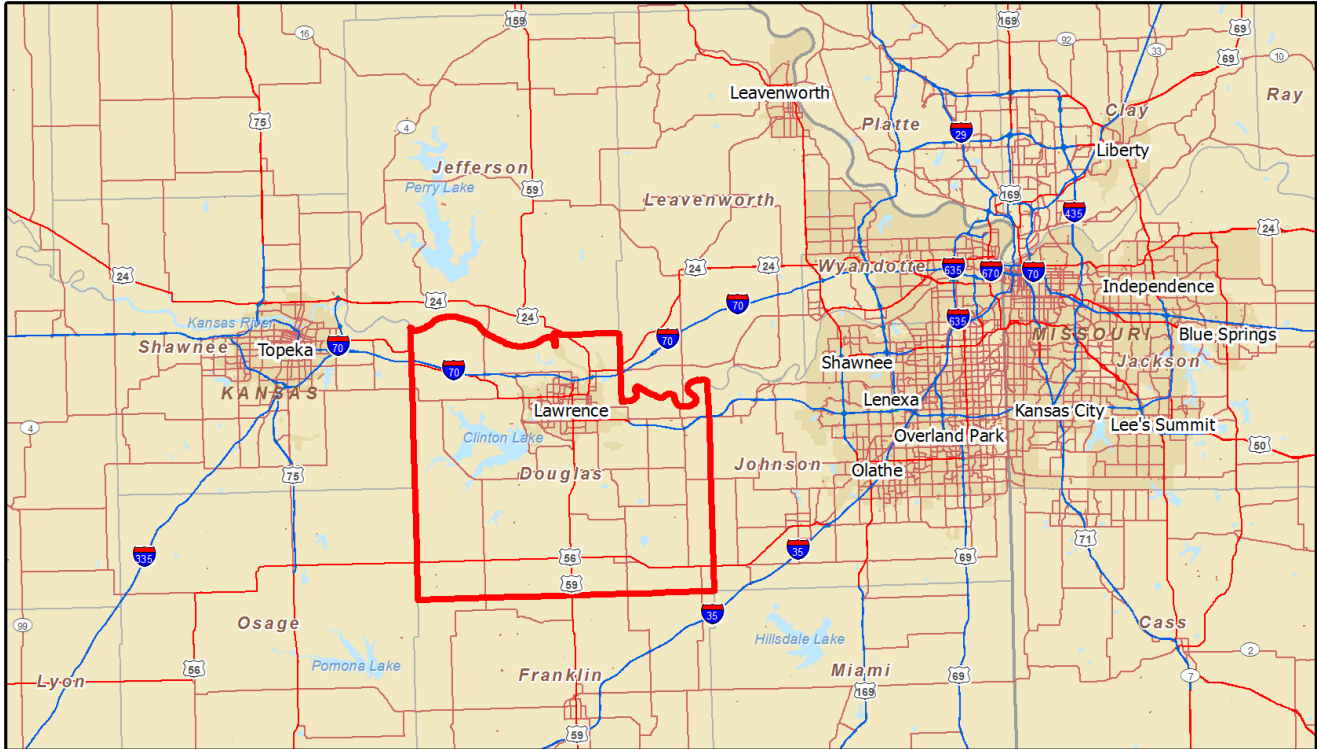 159
169
69
16
92
33
69
10
Leavenworth
Ray
75
4
Platte
29
Clay
Liberty
Jefferson
Perry Lake
59
169
Leavenworth
435
24
24
24
24
Wyandotte
635
670
70
Independence
24
24
70
Kansas River
635
MISSOURI
Blue Springs
Shawnee
Topeka
70
70
Shawnee
Jackson
70
KANSAS
Lenexa
Lawrence
Kansas City
Lee's Summit
4
Clinton Lake
Overland Park
50
Douglas
Johnson
Olathe
75
71
335
56
35
69
59
35
99
Osage
Hillsdale Lake
Cass
2
Pomona Lake
56
Lyon
Franklin
Miami
169
69
7
59